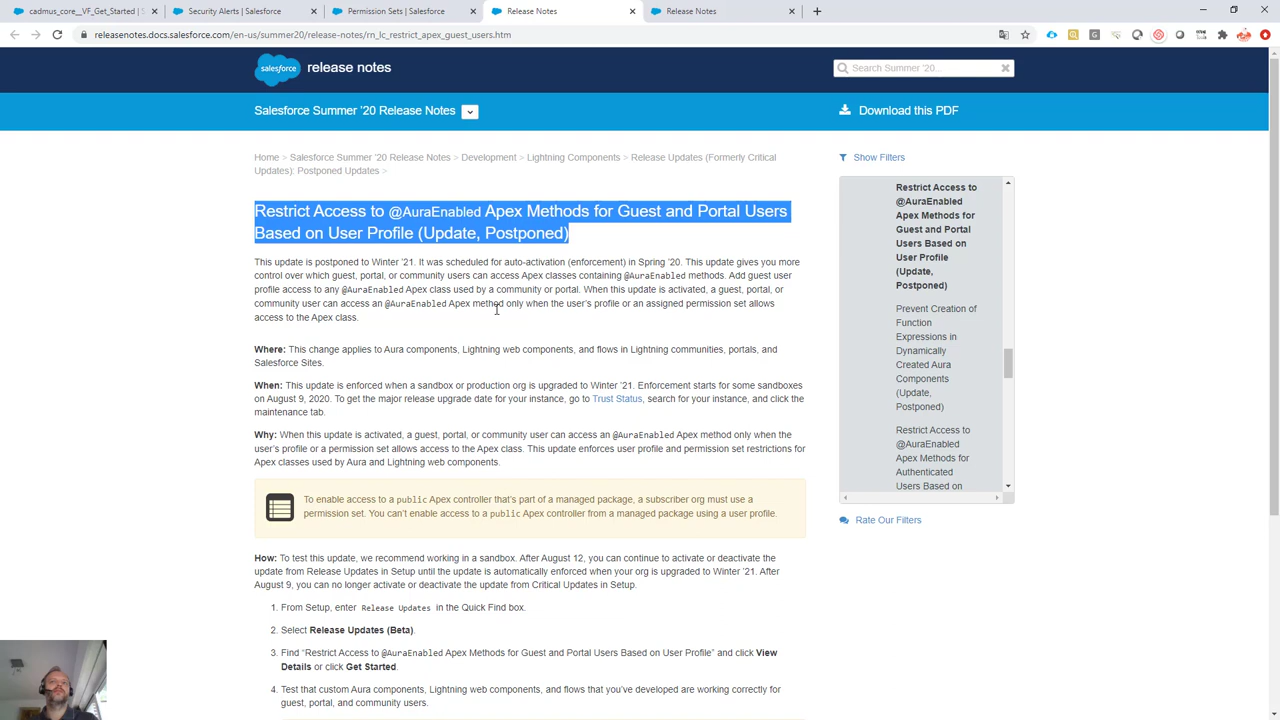 cadmus_core__VF_Get_Started | S
Security Alerts | Salesforce
Permission Sets | Salesforce
Release Notes
Release Notes
releasenotes.docs.salesforce.com/en-us/summer20/release-notes/rn_lc_restrict_apex_guest_users.htm
salesforce
release notes
Search Summer '20...
Salesforce Summer '20 Release Notes
Download this PDF
Home > Salesforce Summer '20 Release Notes > Development > Lightning Components > Release Updates (Formerly Critical
Updates): Postponed Updates >
Restrict Access to @AuraEnabled Apex Methods for Guest and Portal Users
Based on User Profile (Update, Postponed)
This update is postponed to Winter '21. It was scheduled for auto-activation (enforcement) in Spring '20. This update gives you more
control over which guest, portal, or community users can access Apex classes containing @AuraEnabled methods. Add guest user
profile access to any @AuraEnabled Apex class used by a community or portal. When this update is activated, a guest, portal, or
community user can access an @AuraEnabled Apex method only when the user's profile or an assigned permission set allows
access to the Apex class.
Where: This change applies to Aura components, Lightning web components, and flows in Lightning communities, portals, and
Salesforce Sites.
When: This update is enforced when a sandbox or production org is upgraded to Winter '21. Enforcement starts for some sandboxes
on August 9, 2020. To get the major release upgrade date for your instance, go to Trust Status, search for your instance, and click the
maintenance tab.
Why: When this update is activated, a guest, portal, or community user can access an @AuraEnabled Apex method only when the
user's profile or a permission set allows access to the Apex class. This update enforces user profile and permission set restrictions for
Apex classes used by Aura and Lightning web components.
To enable access to a public Apex controller that's part of a managed package, a subscriber org must use a
permission set. You can't enable access to a public Apex controller from a managed package using a user profile.
How: To test this update, we recommend working in a sandbox. After August 12, you can continue to activate or deactivate the
update from Release Updates in Setup until the update is automatically enforced when your org is upgraded to Winter '21. After
August 9, you can no longer activate or deactivate the update from Critical Updates in Setup.
1. From Setup, enter Release Updates in the Quick Find box.
2. Select Release Updates (Beta).
3. Find "Restrict Access to @AuraEnabled Apex Methods for Guest and Portal Users Based on User Profile" and click View
Details or click Get Started.
4. Test that custom Aura components, Lightning web components, and flows that you've developed are working correctly for
guest, portal, and community users.
Show Filters
Restrict Access to
@AuraEnabled
Apex Methods for
Guest and Portal
Users Based on
User Profile
(Update,
Postponed)
Prevent Creation of
Function
Expressions in
Dynamically
Created Aura
Components
(Update,
Postponed)
Restrict Access to
@AuraEnabled
Apex Methods for
Authenticated
Users Based on
Rate Our Filters